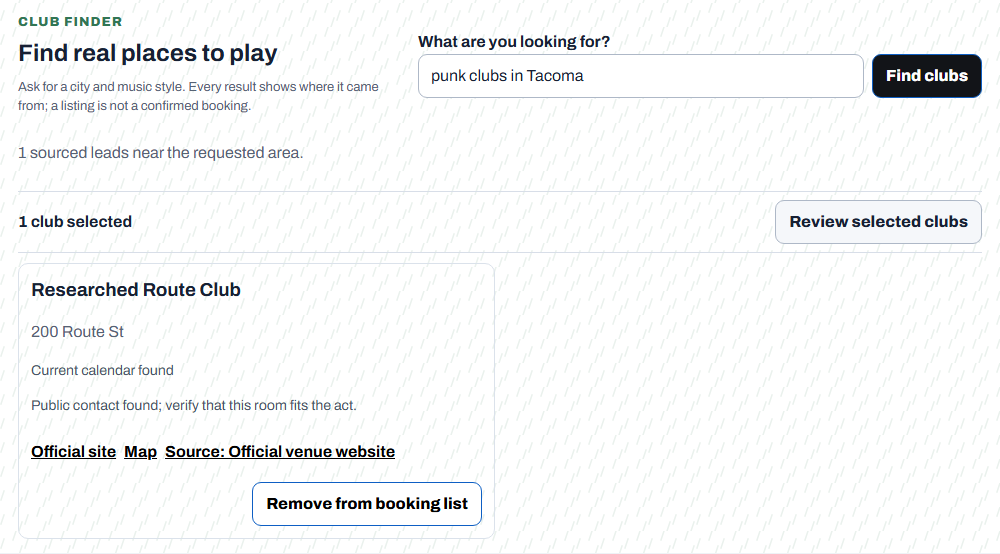 CLUB FINDER
Find real places to play
Ask for a city and music style. Every result shows where it came
from; a listing is not a confirmed booking.
What are you looking for?
punk clubs in Tacoma
Find clubs
1 sourced leads near the requested area.
1 club selected
Review selected clubs
Researched Route Club
200 Route St
Current calendar found
Public contact found; verify that this room fits the act.
Official site Map Source: Official venue website
Remove from booking list